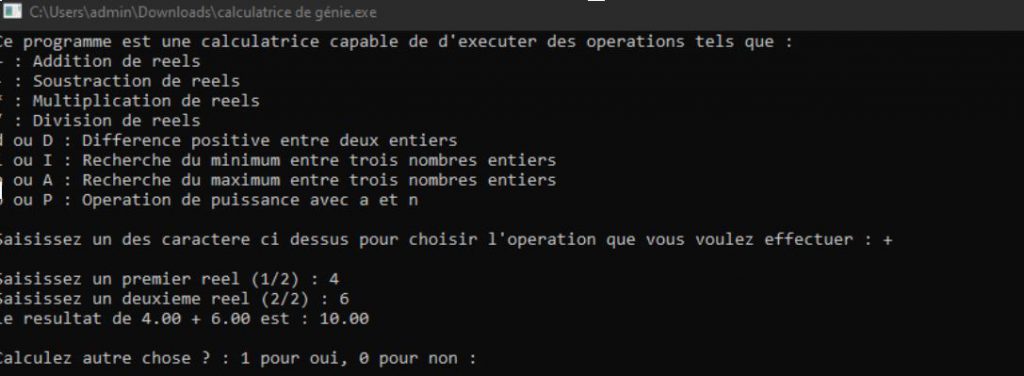 C:\Users\admin\Downloads\calculatrice de génie.exe
Ce programme est une calculatrice capable de d'executer des operations tels que :
+ : Addition de reels
- : Soustraction de reels
* : Multiplication de reels
/ : Division de reels
d ou D : Difference positive entre deux entiers
i ou I : Recherche du minimum entre trois nombres entiers
a ou A : Recherche du maximum entre trois nombres entiers
p ou P : Operation de puissance avec a et n
Saisissez un des caractere ci dessus pour choisir l'operation que vous voulez effectuer : +
Saisissez un premier reel (1/2) : 4
Saisissez un deuxieme reel (2/2) : 6
Le resultat de 4.00 + 6.00 est : 10.00
Calculez autre chose ? : 1 pour oui, 0 pour non :